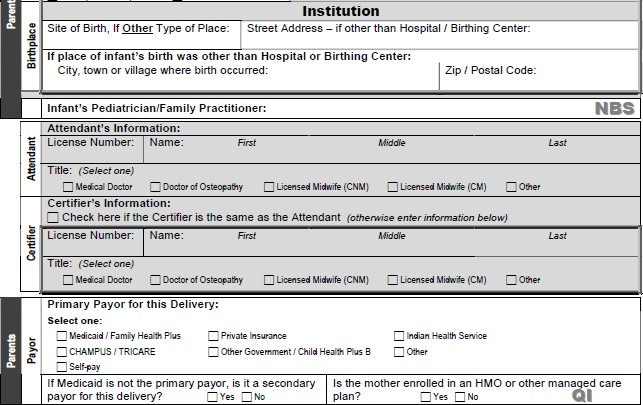 Institution
Site of Birth, If Other Type of Place: Street Address – if other than Hospital / Birthing Center:
If place of infant's birth was other than Hospital or Birthing Center:
City, town or village where birth occurred: Zip / Postal Code:
Infant's Pediatrician/Family Practitioner: NBS
Attendant's Information:
License Number: Name: First Middle Last
Title: (Select one)
Medical Doctor Doctor of Osteopathy Licensed Midwife (CNM) Licensed Midwife (CM) Other
Certifier's Information:
Check here if the Certifier is the same as the Attendant (otherwise enter information below)
License Number: Name: First Middle Last
Title: (Select one)
Medical Doctor Doctor of Osteopathy Licensed Midwife (CNM) Licensed Midwife (CM) Other
Primary Payor for this Delivery:
Select one:
Medicaid / Family Health Plus Private Insurance Indian Health Service
CHAMPUS / TRICARE Other Government / Child Health Plus B Other
Self-pay
If Medicaid is not the primary payor, is it a secondary
payor for this delivery? Yes No
Is the mother enrolled in an HMO or other managed care
plan? Yes No QI
Parents
Birthplace
Attendant
Certifier
Parents
Payor